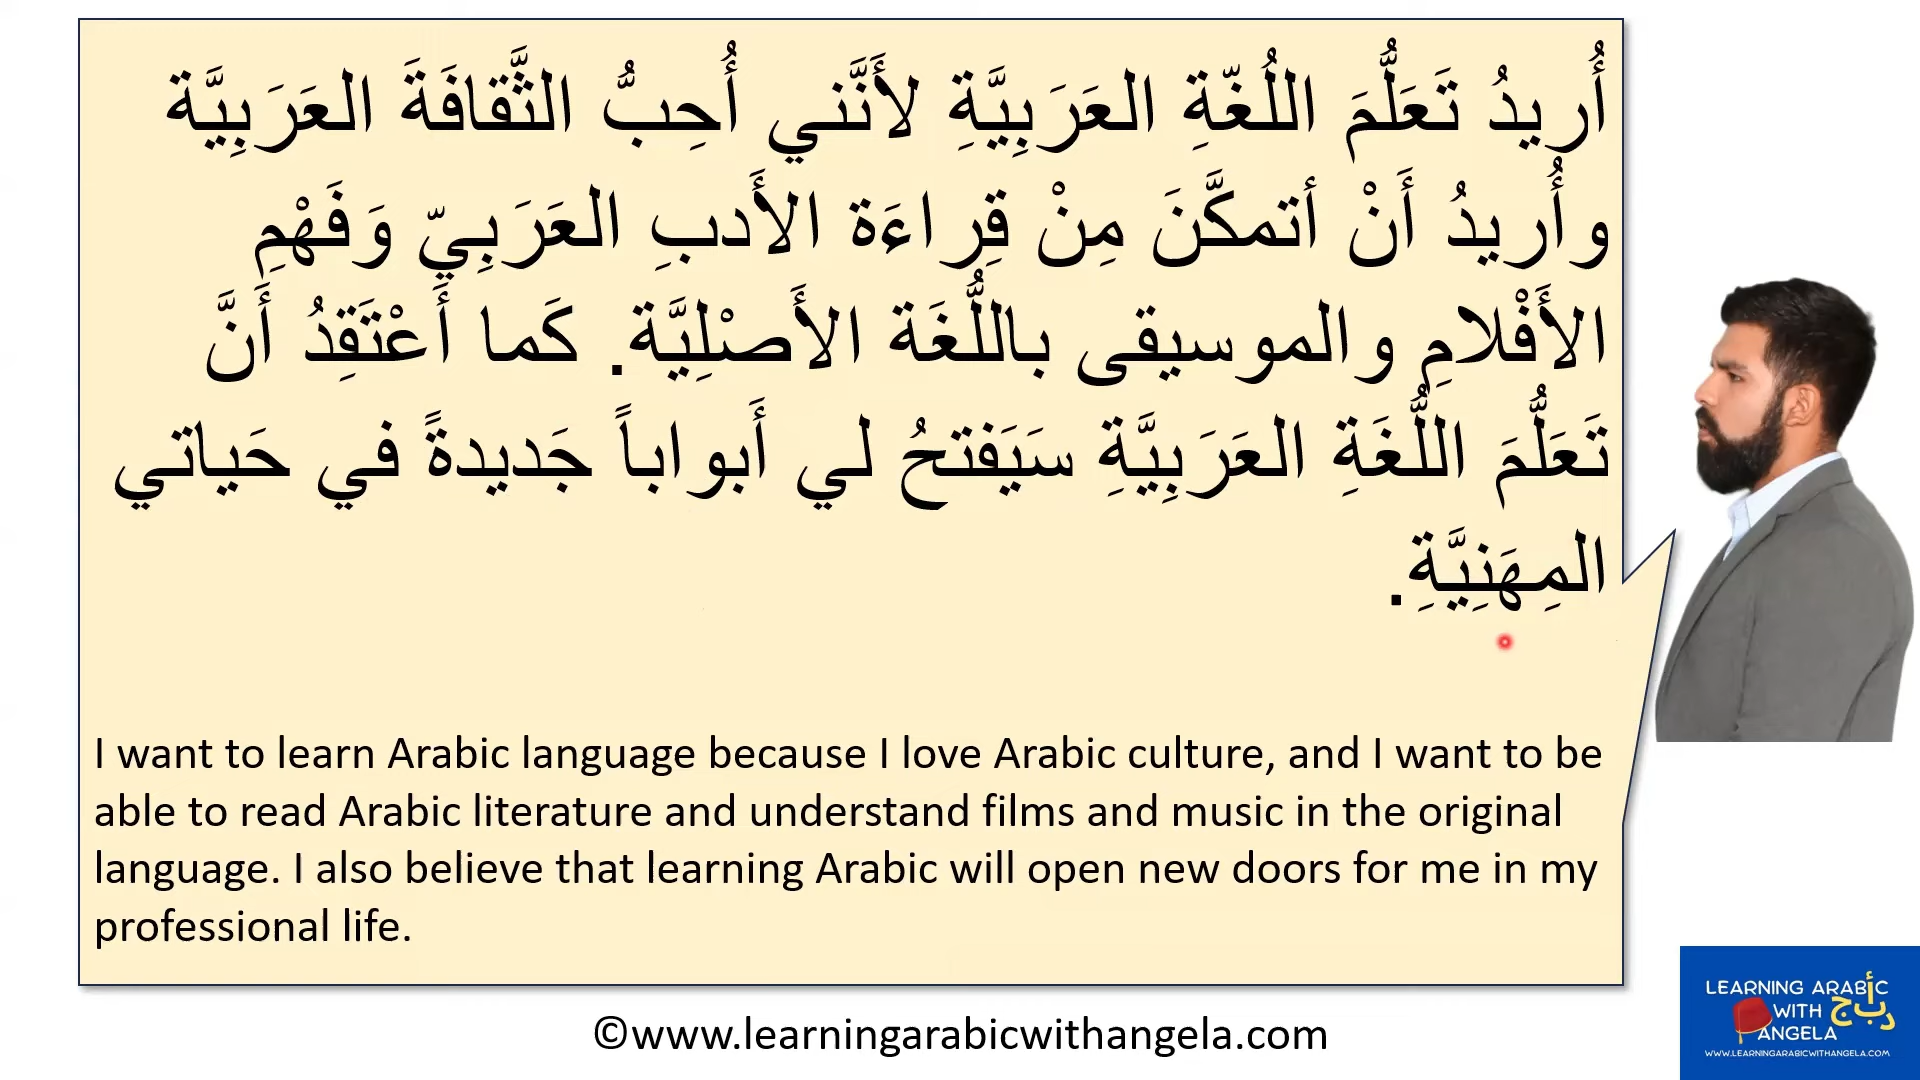 أُريدُ تَعَلُّمَ اللُغّةِ العَرَبِيَّةِ لأَنَّني أُحِبُّ الثَّقافَةَ العَرَبِيَّة
وأُريدُ أَنْ أتمكَّنَ مِنْ قِراءَة الأَدبِ العَرَبِيّ وَفَهْمِ
الأَفْلامِ والموسيقى باللُّغَة الأَصْلِيَّة. كَما أَعْتَقِدُ أَنَّ
تَعَلُّمَ اللُّغَةِ العَرَبِيَّةِ سَيَفتحُ لي أَبواباً جَديدةً في حَياتي
المِهَنِيَّةِ.
I want to learn Arabic language because I love Arabic culture, and I want to be
able to read Arabic literature and understand films and music in the original
language. I also believe that learning Arabic will open new doors for me in my
professional life.
©www.learningarabicwithangela.com
LEARNING ARABIC
WITH
ANGELA
WWW.LEARNINGARABICWITHANGELA.COM